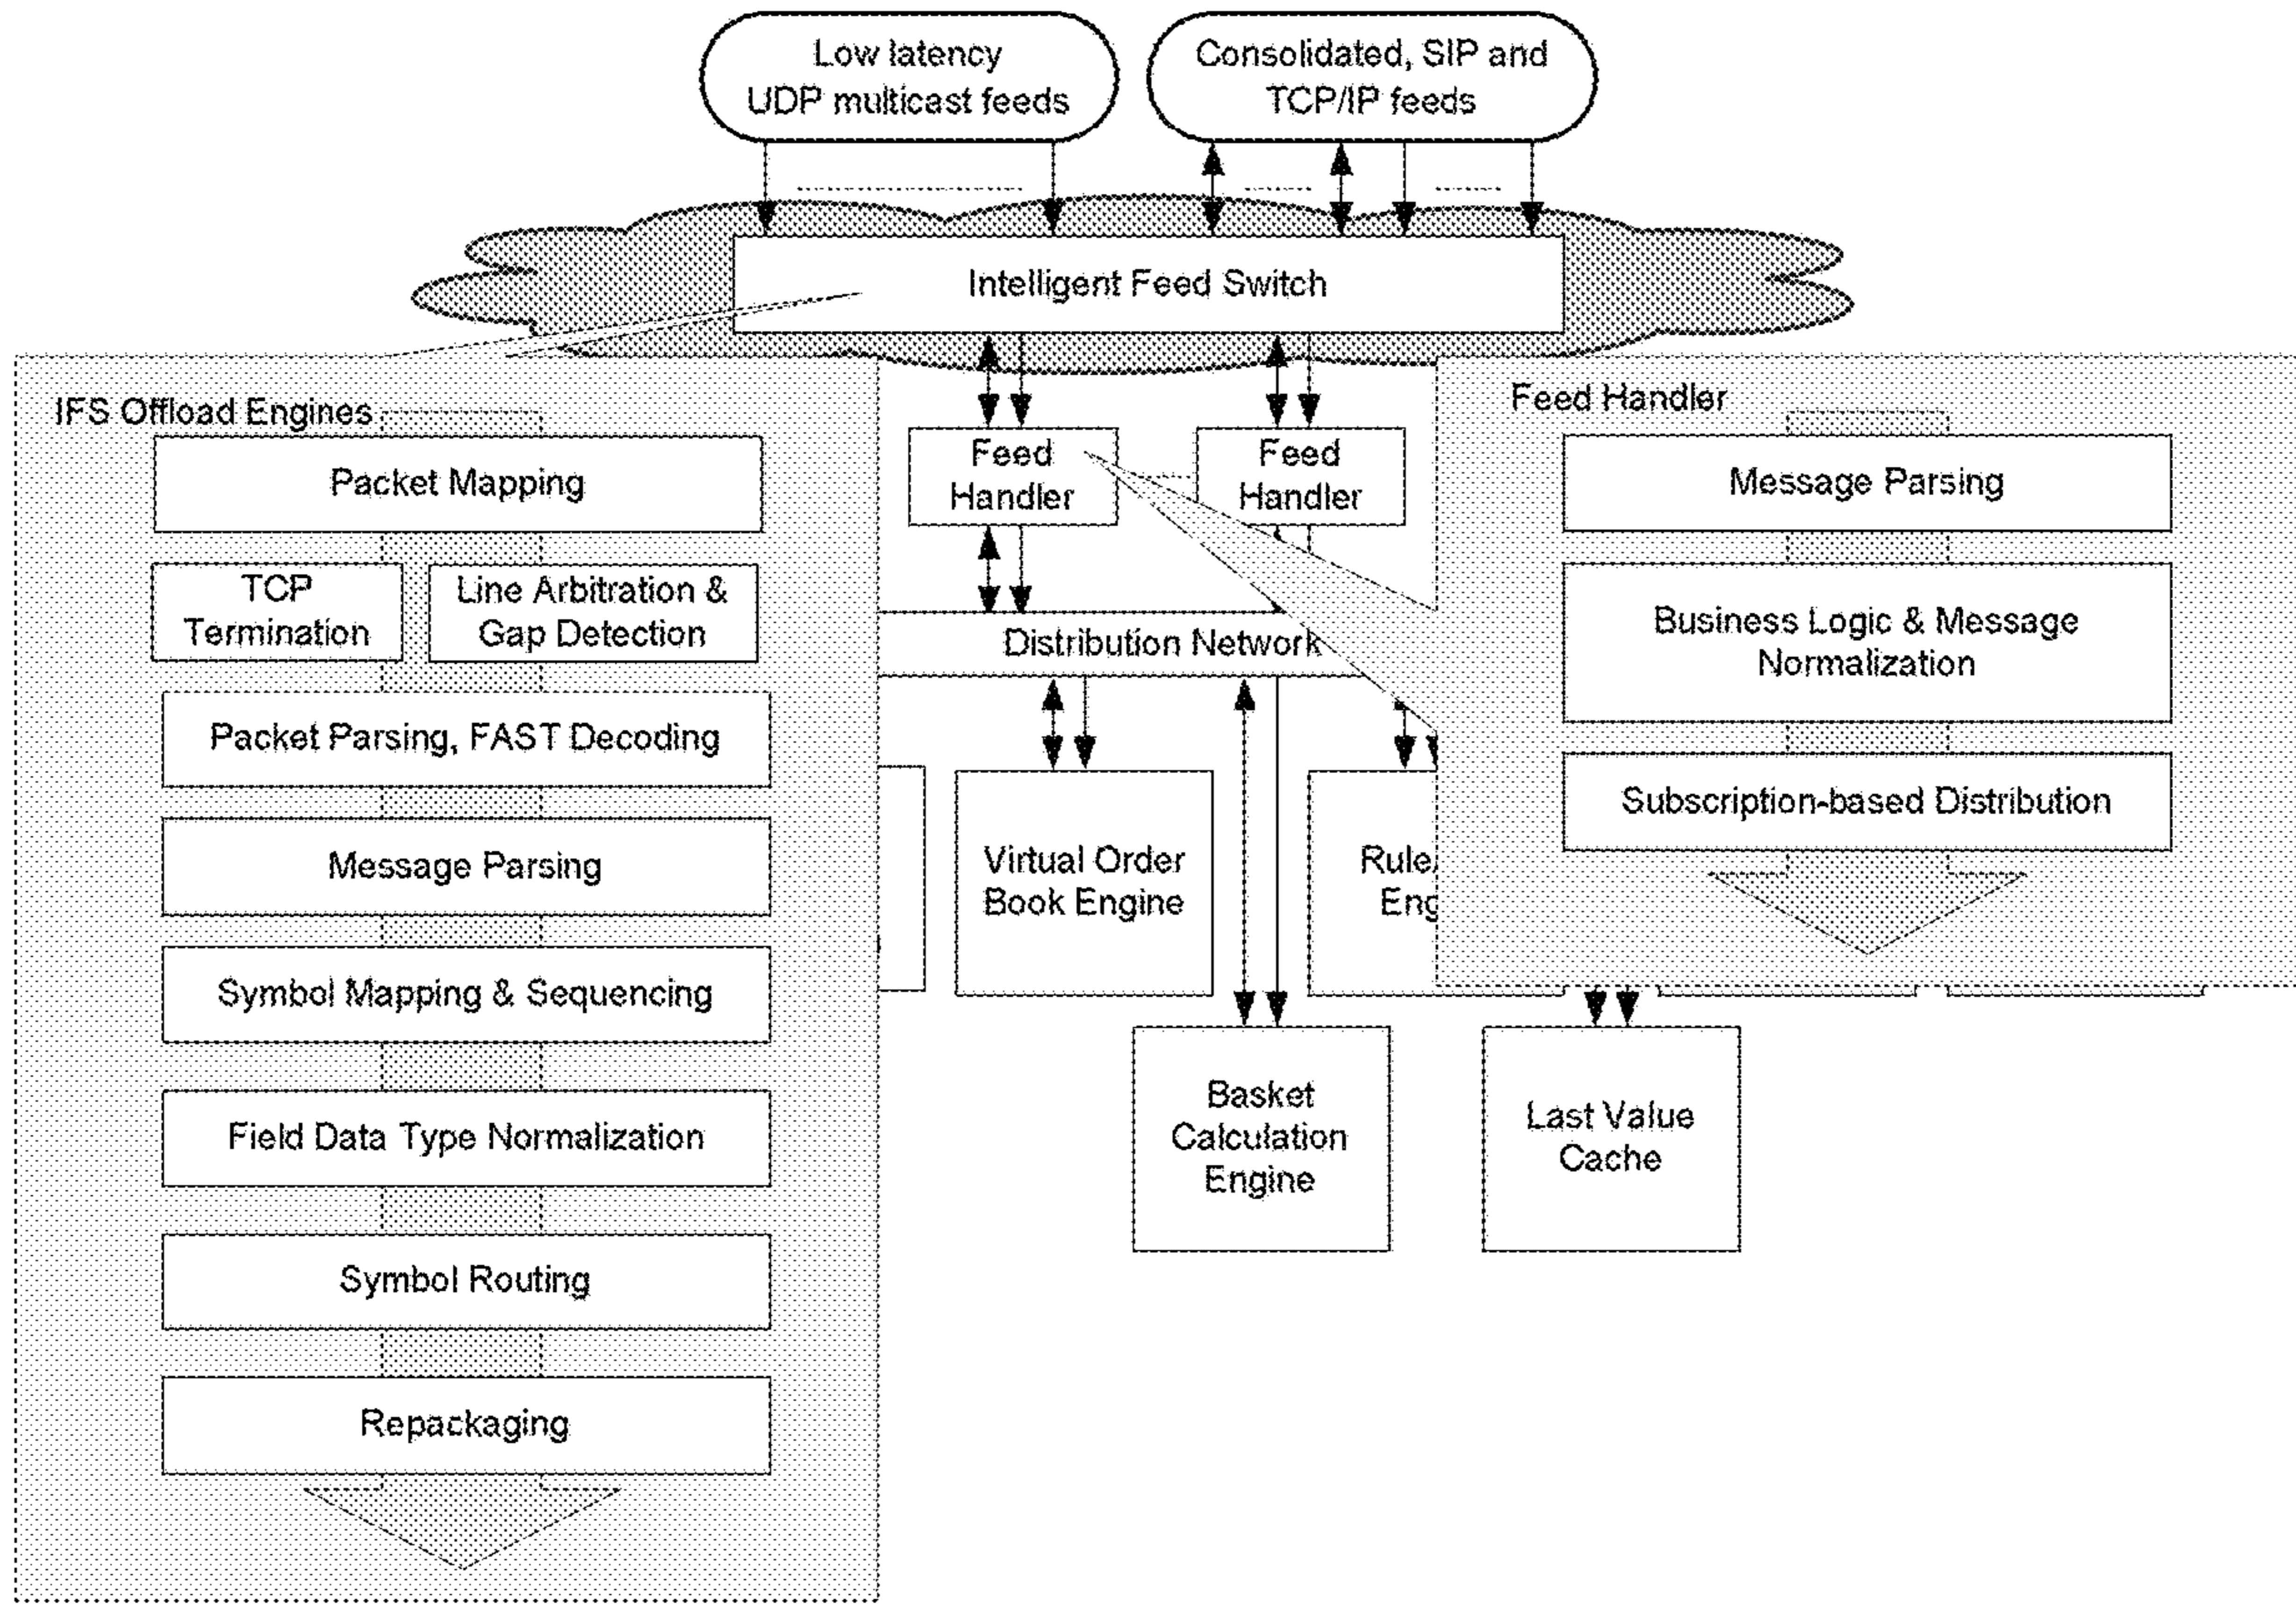 Low latency
UDP multicast feeds
Consolidated, SIP and
TCP/IP feeds
Intelligent Feed Switch
IFS Offload Engines
Packet Mapping
TCP
Termination
Line Arbitration &
Gap Detection
Packet Parsing, FAST Decoding
Message Parsing
Symbol Mapping & Sequencing
Field Data Type Normalization
Symbol Routing
Repackaging
Feed
Handler
Feed
Handler
Distribution Network
Virtual Order
Book Engine
Rule
Eng
Basket
Calculation
Engine
Last Value
Cache
Feed Handler
Message Parsing
Business Logic & Message
Normalization
Subscription-based Distribution